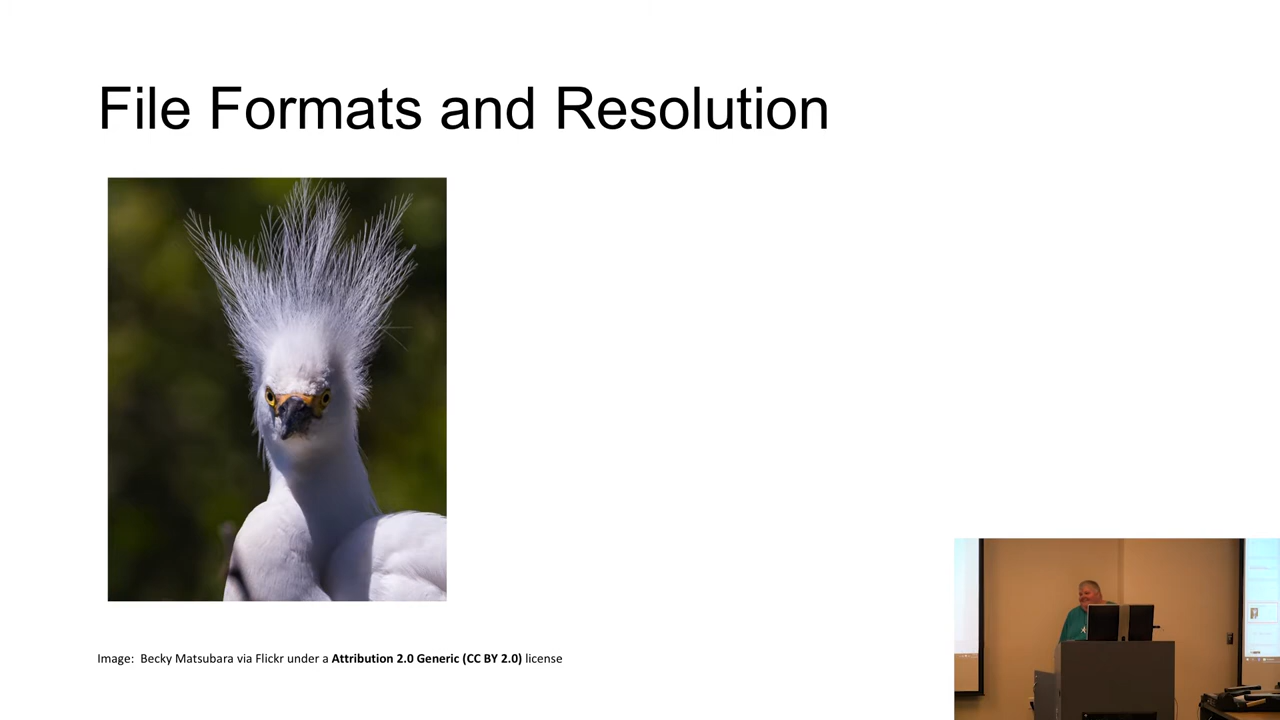 File Formats and Resolution
Image: Becky Matsubara via Flickr under a Attribution 2.0 Generic (CC BY 2.0) license